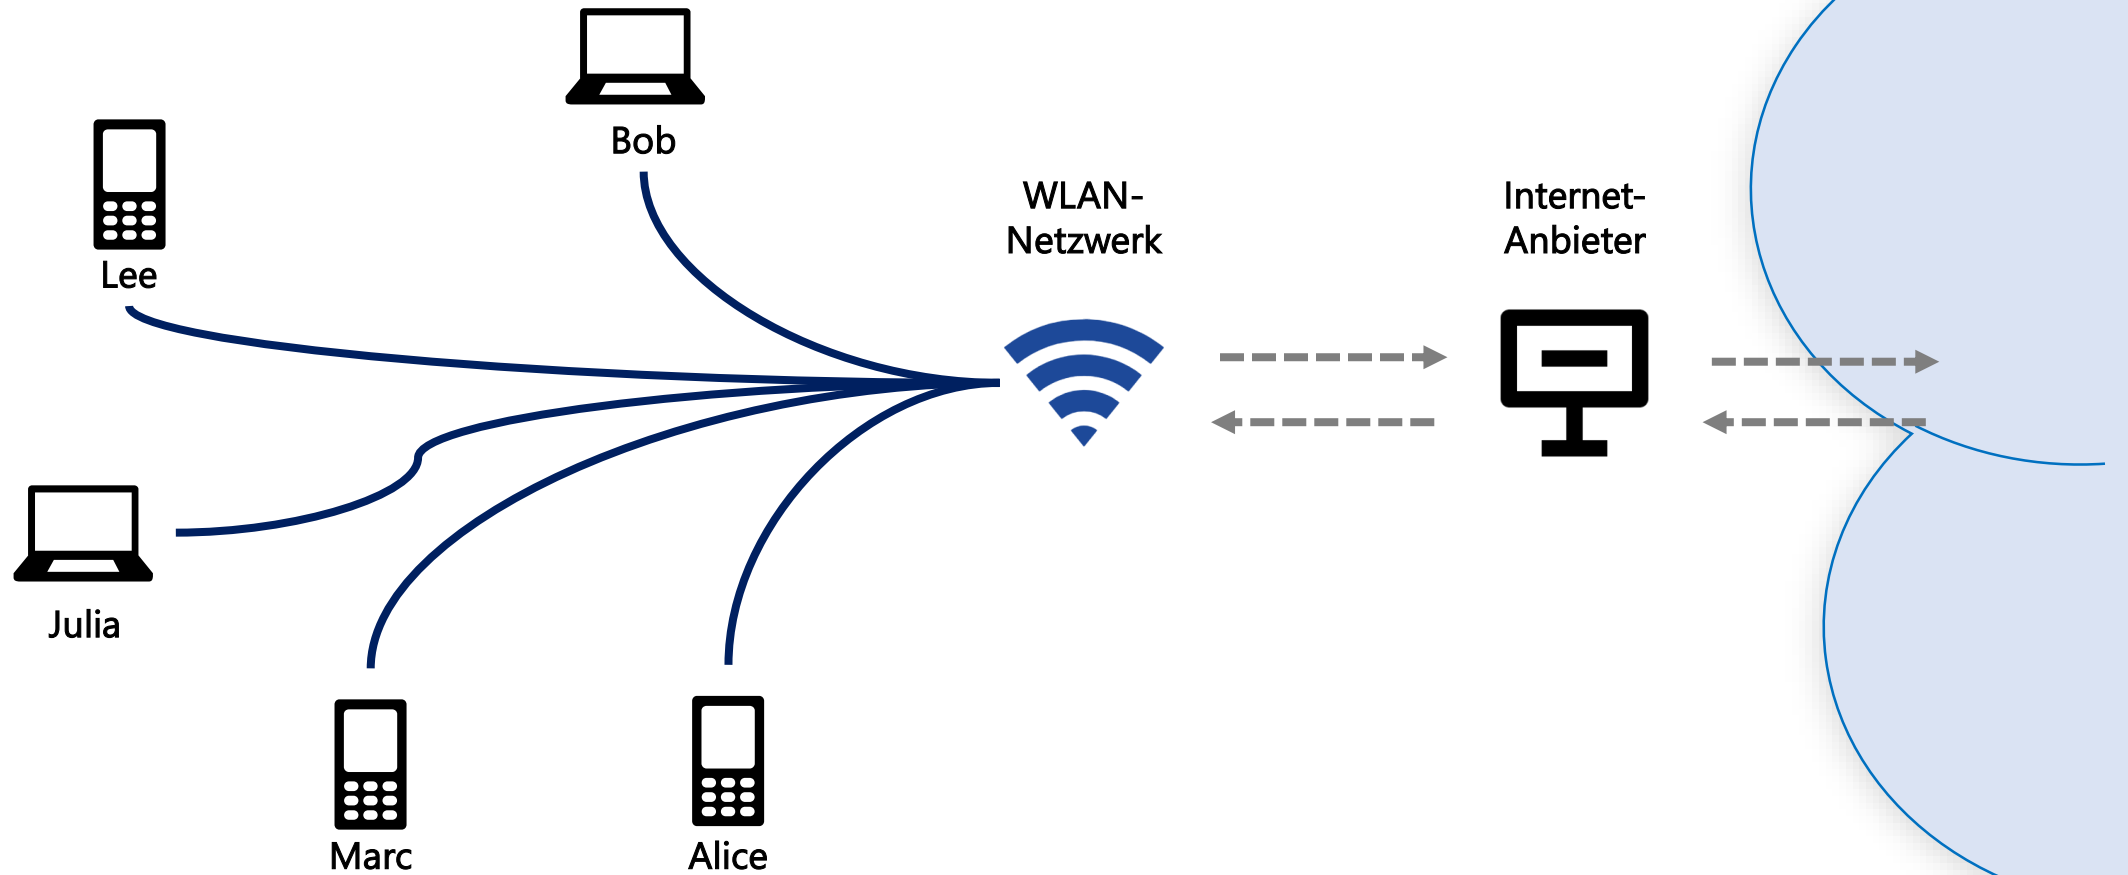 Bob
Lee
WLAN-
Netzwerk
Internet-
Anbieter
Julia
Marc
Alice